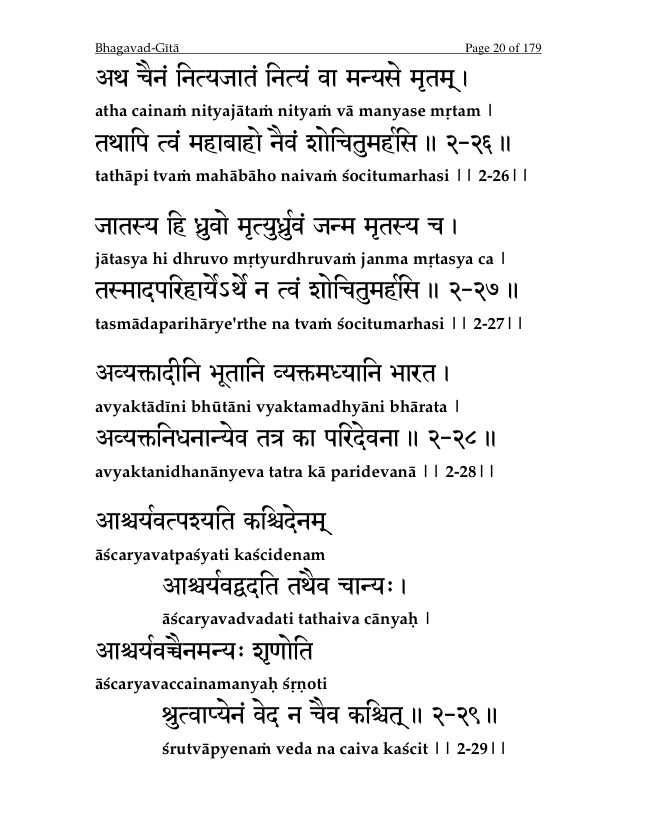 Bhagavad-Gītā Page 20 of 179
अथ चैनं नित्यजातं नित्यं वा मन्यसे मृतम् ।
atha cainaṁ nityajātaṁ nityaṁ vā manyase mṛtam |
तथापि त्वं महाबाहो नैवं शोचितुमर्हसि ॥ २-२६ ॥
tathāpi tvaṁ mahābāho naivaṁ śocitumarhasi || 2-26||
जातस्य हि ध्रुवो मृत्युर्ध्रुवं जन्म मृतस्य च ।
jātasya hi dhruvo mṛtyurdhruvaṁ janma mṛtasya ca |
तस्मादपरिहार्येऽर्थे न त्वं शोचितुमर्हसि ॥ २-२७ ॥
tasmādaparihārye'rthe na tvaṁ śocitumarhasi || 2-27||
अव्यक्तादीनि भूतानि व्यक्तमध्यानि भारत ।
avyaktādīni bhūtāni vyaktamadhyāni bhārata |
अव्यक्तनिधनान्येव तत्र का परिदेवना ॥ २-२८ ॥
avyaktanidhanānyeva tatra kā paridevanā || 2-28||
आश्चर्यवत्पश्यति कश्चिदेनम्
āścaryavatpaśyati kaścidenam
आश्चर्यवद्वदति तथैव चान्यः ।
āścaryavadvadati tathaiva cānyaḥ |
आश्चर्यवच्चैनमन्यः शृणोति
āścaryavaccainamanyaḥ śṛṇoti
श्रुत्वाप्येनं वेद न चैव कश्चित् ॥ २-२९ ॥
śrutvāpyenaṁ veda na caiva kaścit || 2-29||